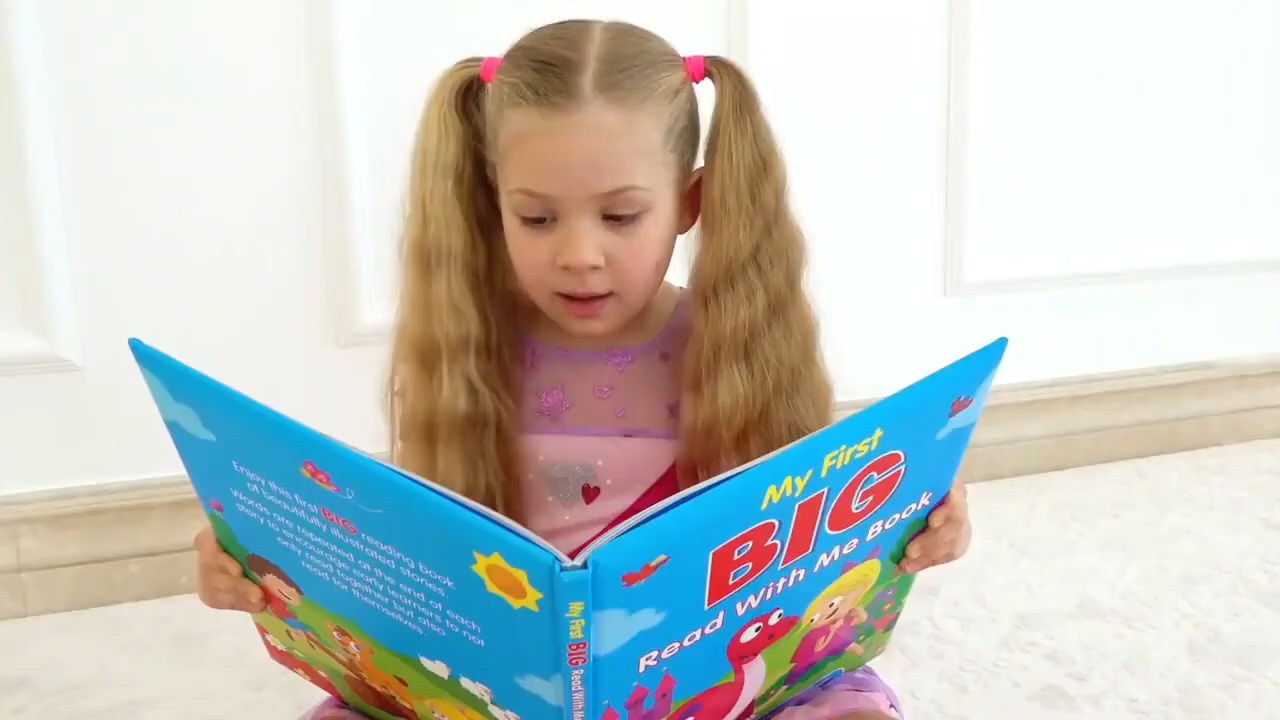 Enjoy this first BIG reading book
of beautifully illustrated stories.
Words are repeated at the end of each
story to encourage early learners to not
only read together but also
read for themselves.
My First BIG Read With
My First
BIG
Read With Me Book